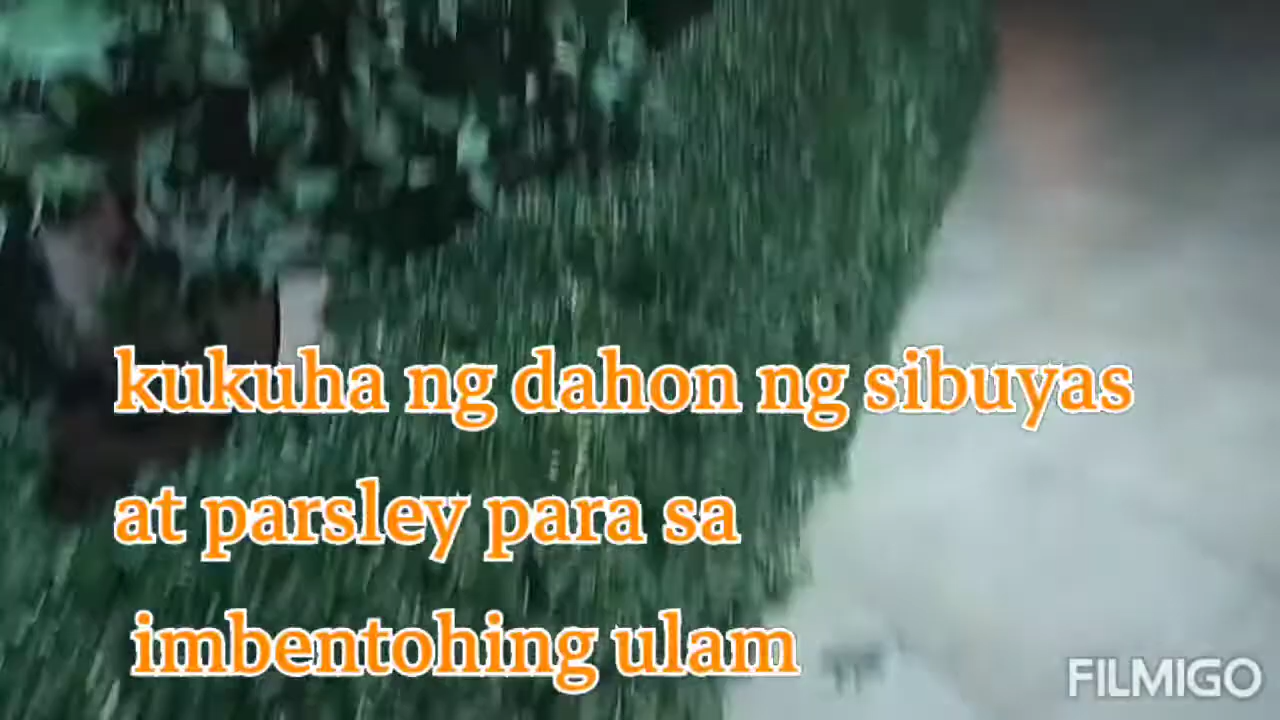 kukuha ng dahon ng sibuyas
at parsley para sa
imbentohing ulam
FILMIGO